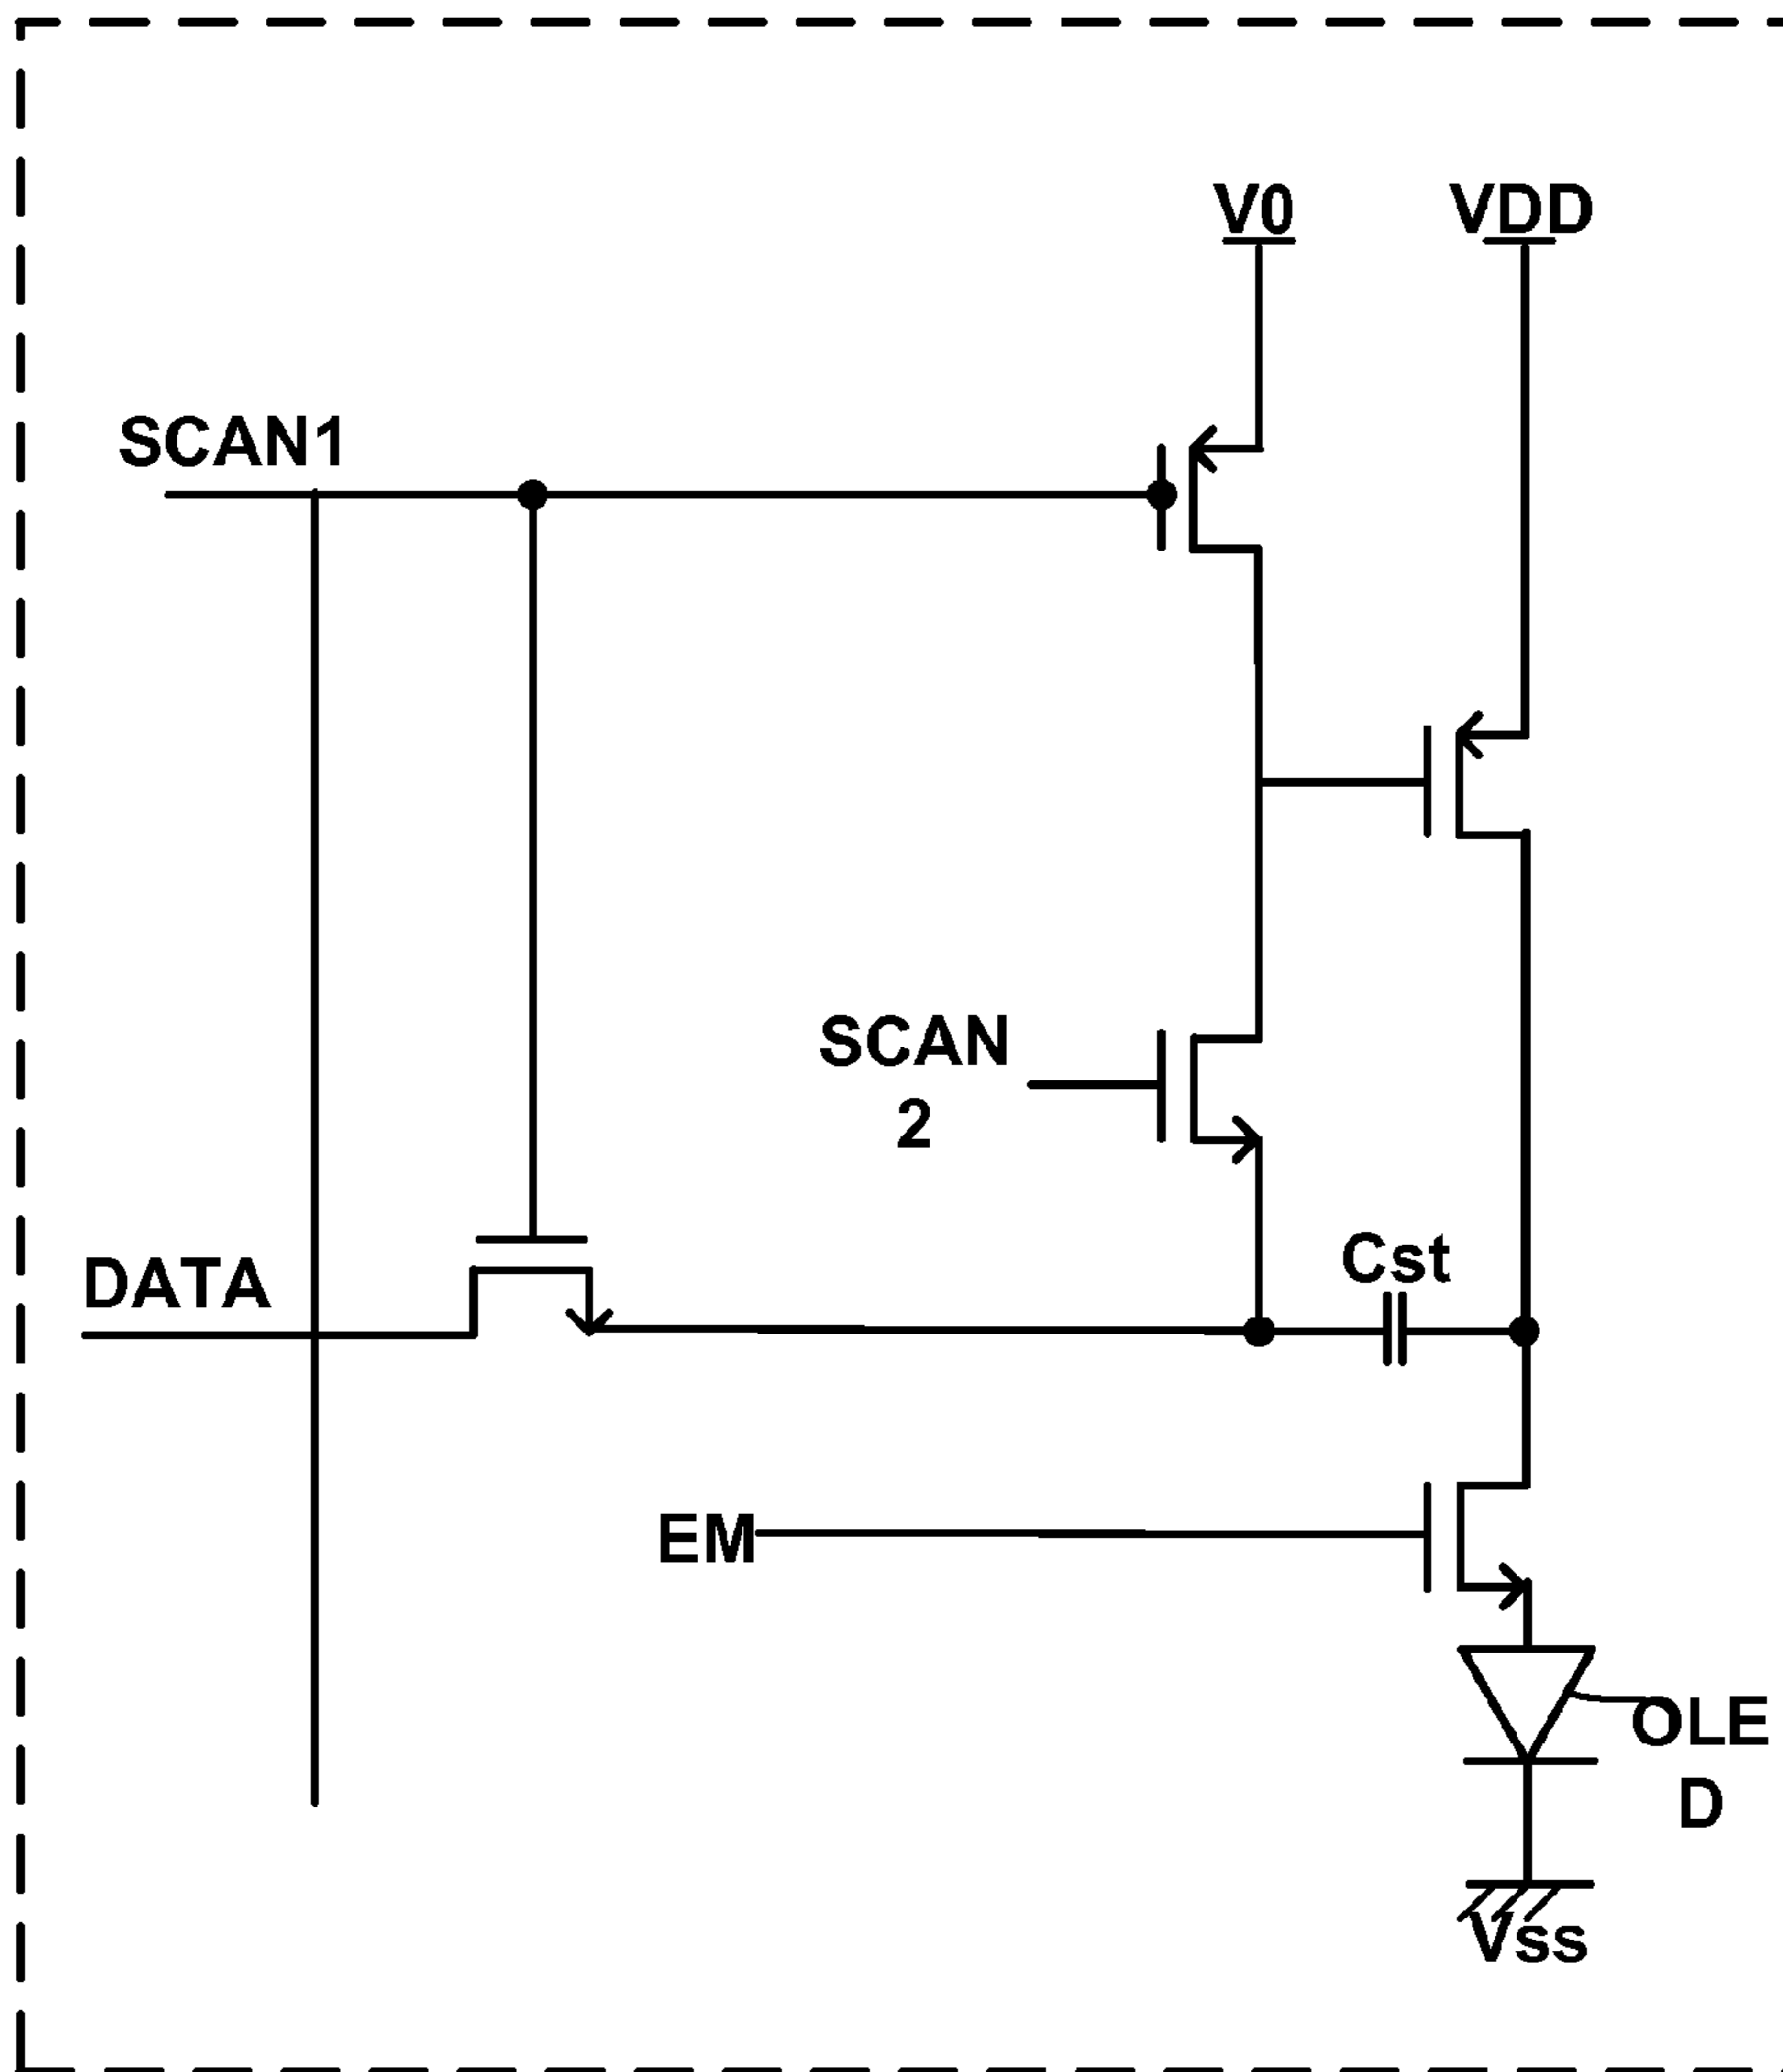 V0 VDD
SCAN1
SCAN
2
DATA
Cst
EM
OLE
D
Vss